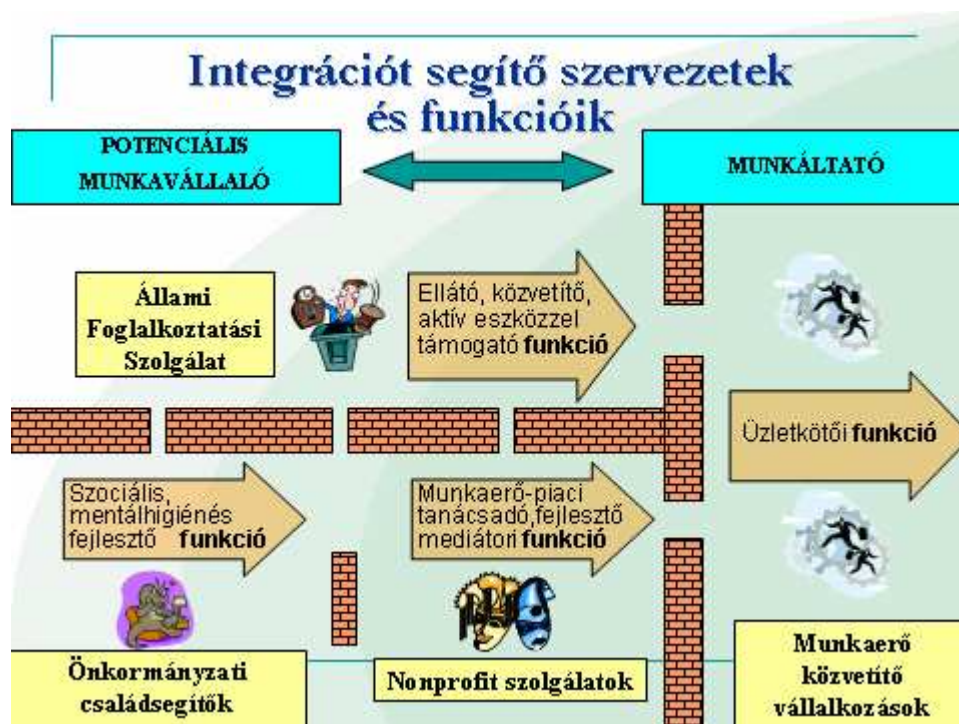 Integrációt segítő szervezetek
és funkcióik
POTENCIÁLIS
MUNKAVÁLLALÓ
MUNKÁLTATÓ
Állami
Foglalkoztatási
Szolgálat
Ellátó, közvetítő,
aktív eszközzel
támogató funkció
Üzletkötői funkció
Szociális,
mentálhigiénés
fejlesztő funkció
Munkaerő-piaci
tanácsadó,fejlesztő
mediátori funkció
Önkormányzati
családsegítők
Nonprofit szolgálatok
Munkaerő
közvetítő
vállalkozások